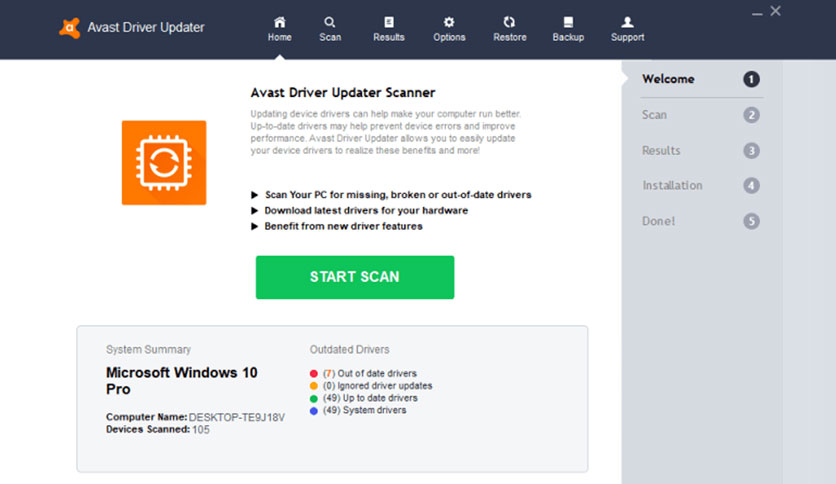 Avast Driver Updater
Home Scan Results Options Restore Backup Support
Avast Driver Updater Scanner
Updating device drivers can help make your computer run better.
Up-to-date drivers may help prevent device errors and improve
performance. Avast Driver Updater allows you to easily update
your device drivers to realize these benefits and more!
Scan Your PC for missing, broken or out-of-date drivers
Download latest drivers for your hardware
Benefit from new driver features
START SCAN
System Summary
Microsoft Windows 10
Pro
Computer Name: DESKTOP-TE9J18V
Devices Scanned: 105
Outdated Drivers
(7) Out of date drivers
(0) Ignored driver updates
(49) Up to date drivers
(49) System drivers
Welcome 1
Scan 2
Results 3
Installation 4
Done! 5